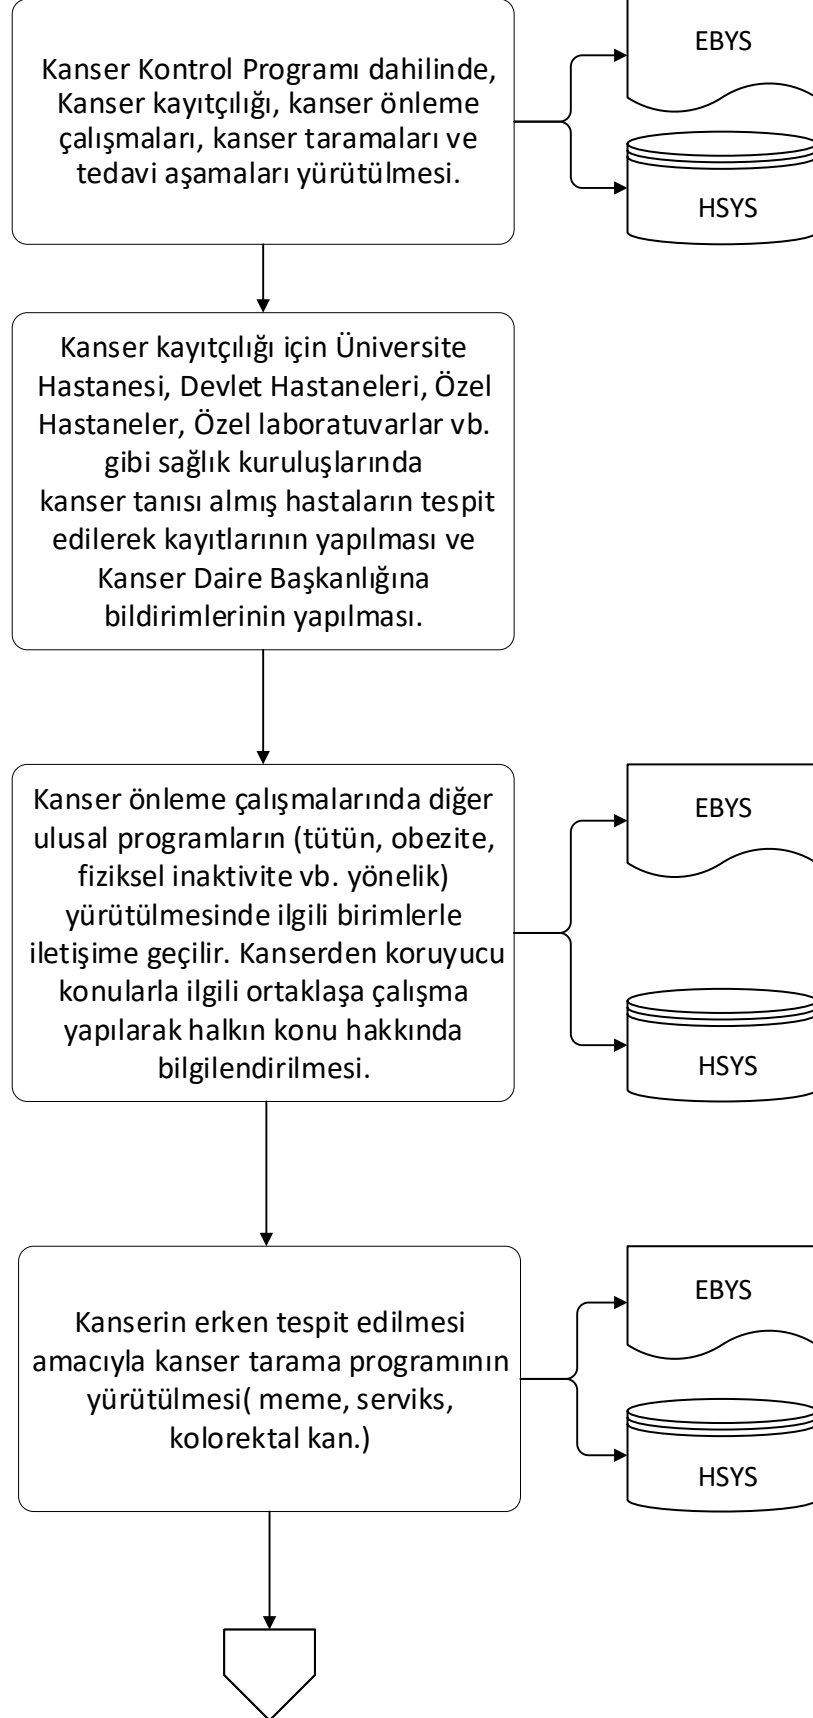 Kanser Kontrol Programı dahilinde,
Kanser kayıtçılığı, kanser önleme
çalışmaları, kanser taramaları ve
tedavi aşamaları yürütülmesi.
EBYS
HSYS
Kanser kayıtçılığı için Üniversite
Hastanesi, Devlet Hastaneleri, Özel
Hastaneler, Özel laboratuvarlar vb.
gibi sağlık kuruluşlarında
kanser tanısı almış hastaların tespit
edilerek kayıtlarının yapılması ve
Kanser Daire Başkanlığına
bildirimlerinin yapılması.
Kanser önleme çalışmalarında diğer
ulusal programların (tütün, obezite,
fiziksel inaktivite vb. yönelik)
yürütülmesinde ilgili birimlerle
iletişime geçilir. Kanserden koruyucu
konularla ilgili ortaklaşa çalışma
yapılarak halkın konu hakkında
bilgilendirilmesi.
EBYS
HSYS
Kanserin erken tespit edilmesi
amacıyla kanser tarama programının
yürütülmesi( meme, serviks,
kolorektal kan.)
EBYS
HSYS